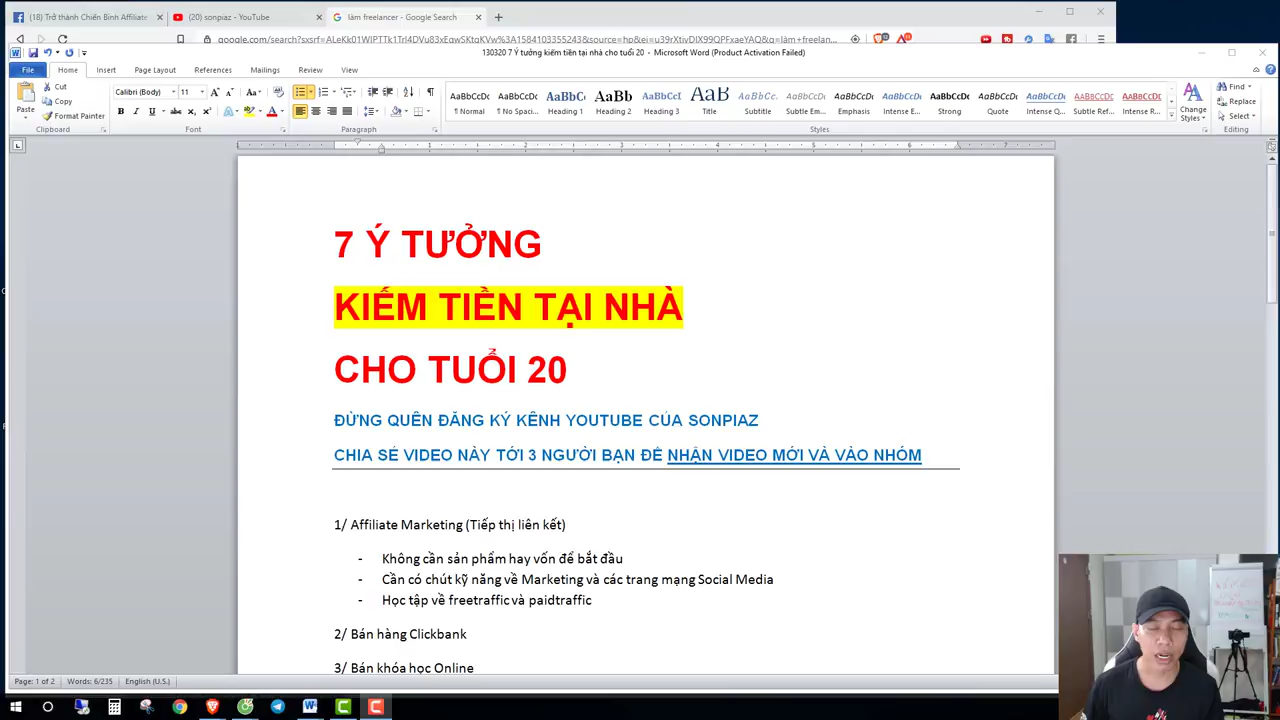 (18) Trở thành Chiến Binh Affiliate
(20) sonpiaz - YouTube
làm freelancer - Google Search
130320 7 Ý tưởng kiếm tiền tại nhà cho tuổi 20 - Microsoft Word (Product Activation Failed)
File Home Insert Page Layout References Mailings Review View
Cut
Copy
Format Painter
Paste
Calibri (Body) 11
AaBbCcDc AaBbCcDc AaBbC AaBb AaBbCcI AaB AaBbCc. AaBbCcDc AaBbCcDc AaBbCcDc AaBbCcDc AaBbCcDc AaBbCcDc AaBbCcDc
¶ Normal ¶ No Spaci... Heading 1 Heading 2 Heading 3 Title Subtitle Subtle Em... Emphasis Intense E... Strong Quote Intense Q... Subtle Ref... Intense R...
Change Styles
Find
Replace
Select
Clipboard Font Paragraph Styles Editing
7 Ý TƯỞNG
KIẾM TIỀN TẠI NHÀ
CHO TUỔI 20
ĐỪNG QUÊN ĐĂNG KÝ KÊNH YOUTUBE CỦA SONPIAZ
CHIA SẺ VIDEO NÀY TỚI 3 NGƯỜI BẠN ĐỂ NHẬN VIDEO MỚI VÀ VÀO NHÓM
1/ Affiliate Marketing (Tiếp thị liên kết)
- Không cần sản phẩm hay vốn để bắt đầu
- Cần có chút kỹ năng về Marketing và các trang mạng Social Media
- Học tập về freetraffic và paidtraffic
2/ Bán hàng Clickbank
3/ Bán khóa học Online
Page: 1 of 2 Words: 6/235 English (U.S.)